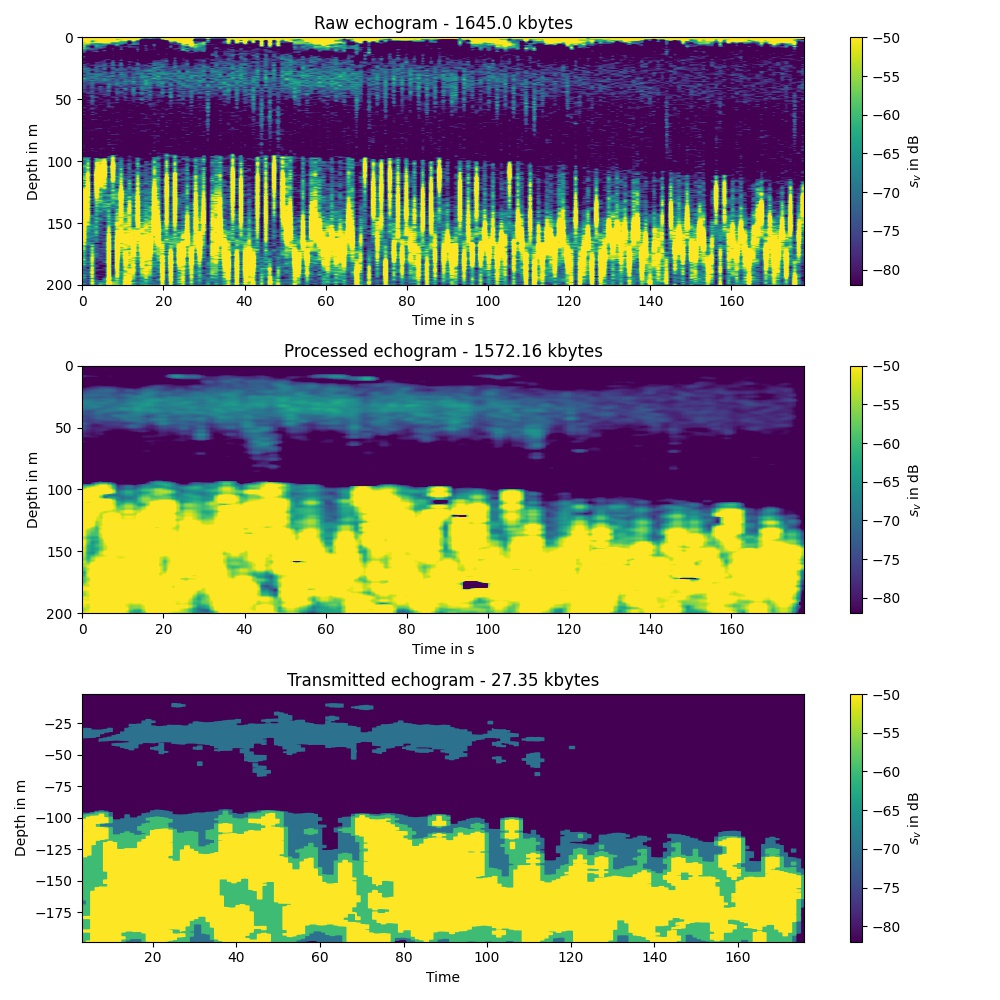 Raw echogram - 1645.0 kbytes
0
50
100
150
200
Depth in m
0 20 40 60 80 100 120 140 160
Time in s
−50
−55
−60
−65
−70
−75
−80
sv in dB
Processed echogram - 1572.16 kbytes
0
50
100
150
200
Depth in m
0 20 40 60 80 100 120 140 160
Time in s
−50
−55
−60
−65
−70
−75
−80
sv in dB
Transmitted echogram - 27.35 kbytes
−25
−50
−75
−100
−125
−150
−175
Depth in m
20 40 60 80 100 120 140 160
Time
−50
−55
−60
−65
−70
−75
−80
sv in dB